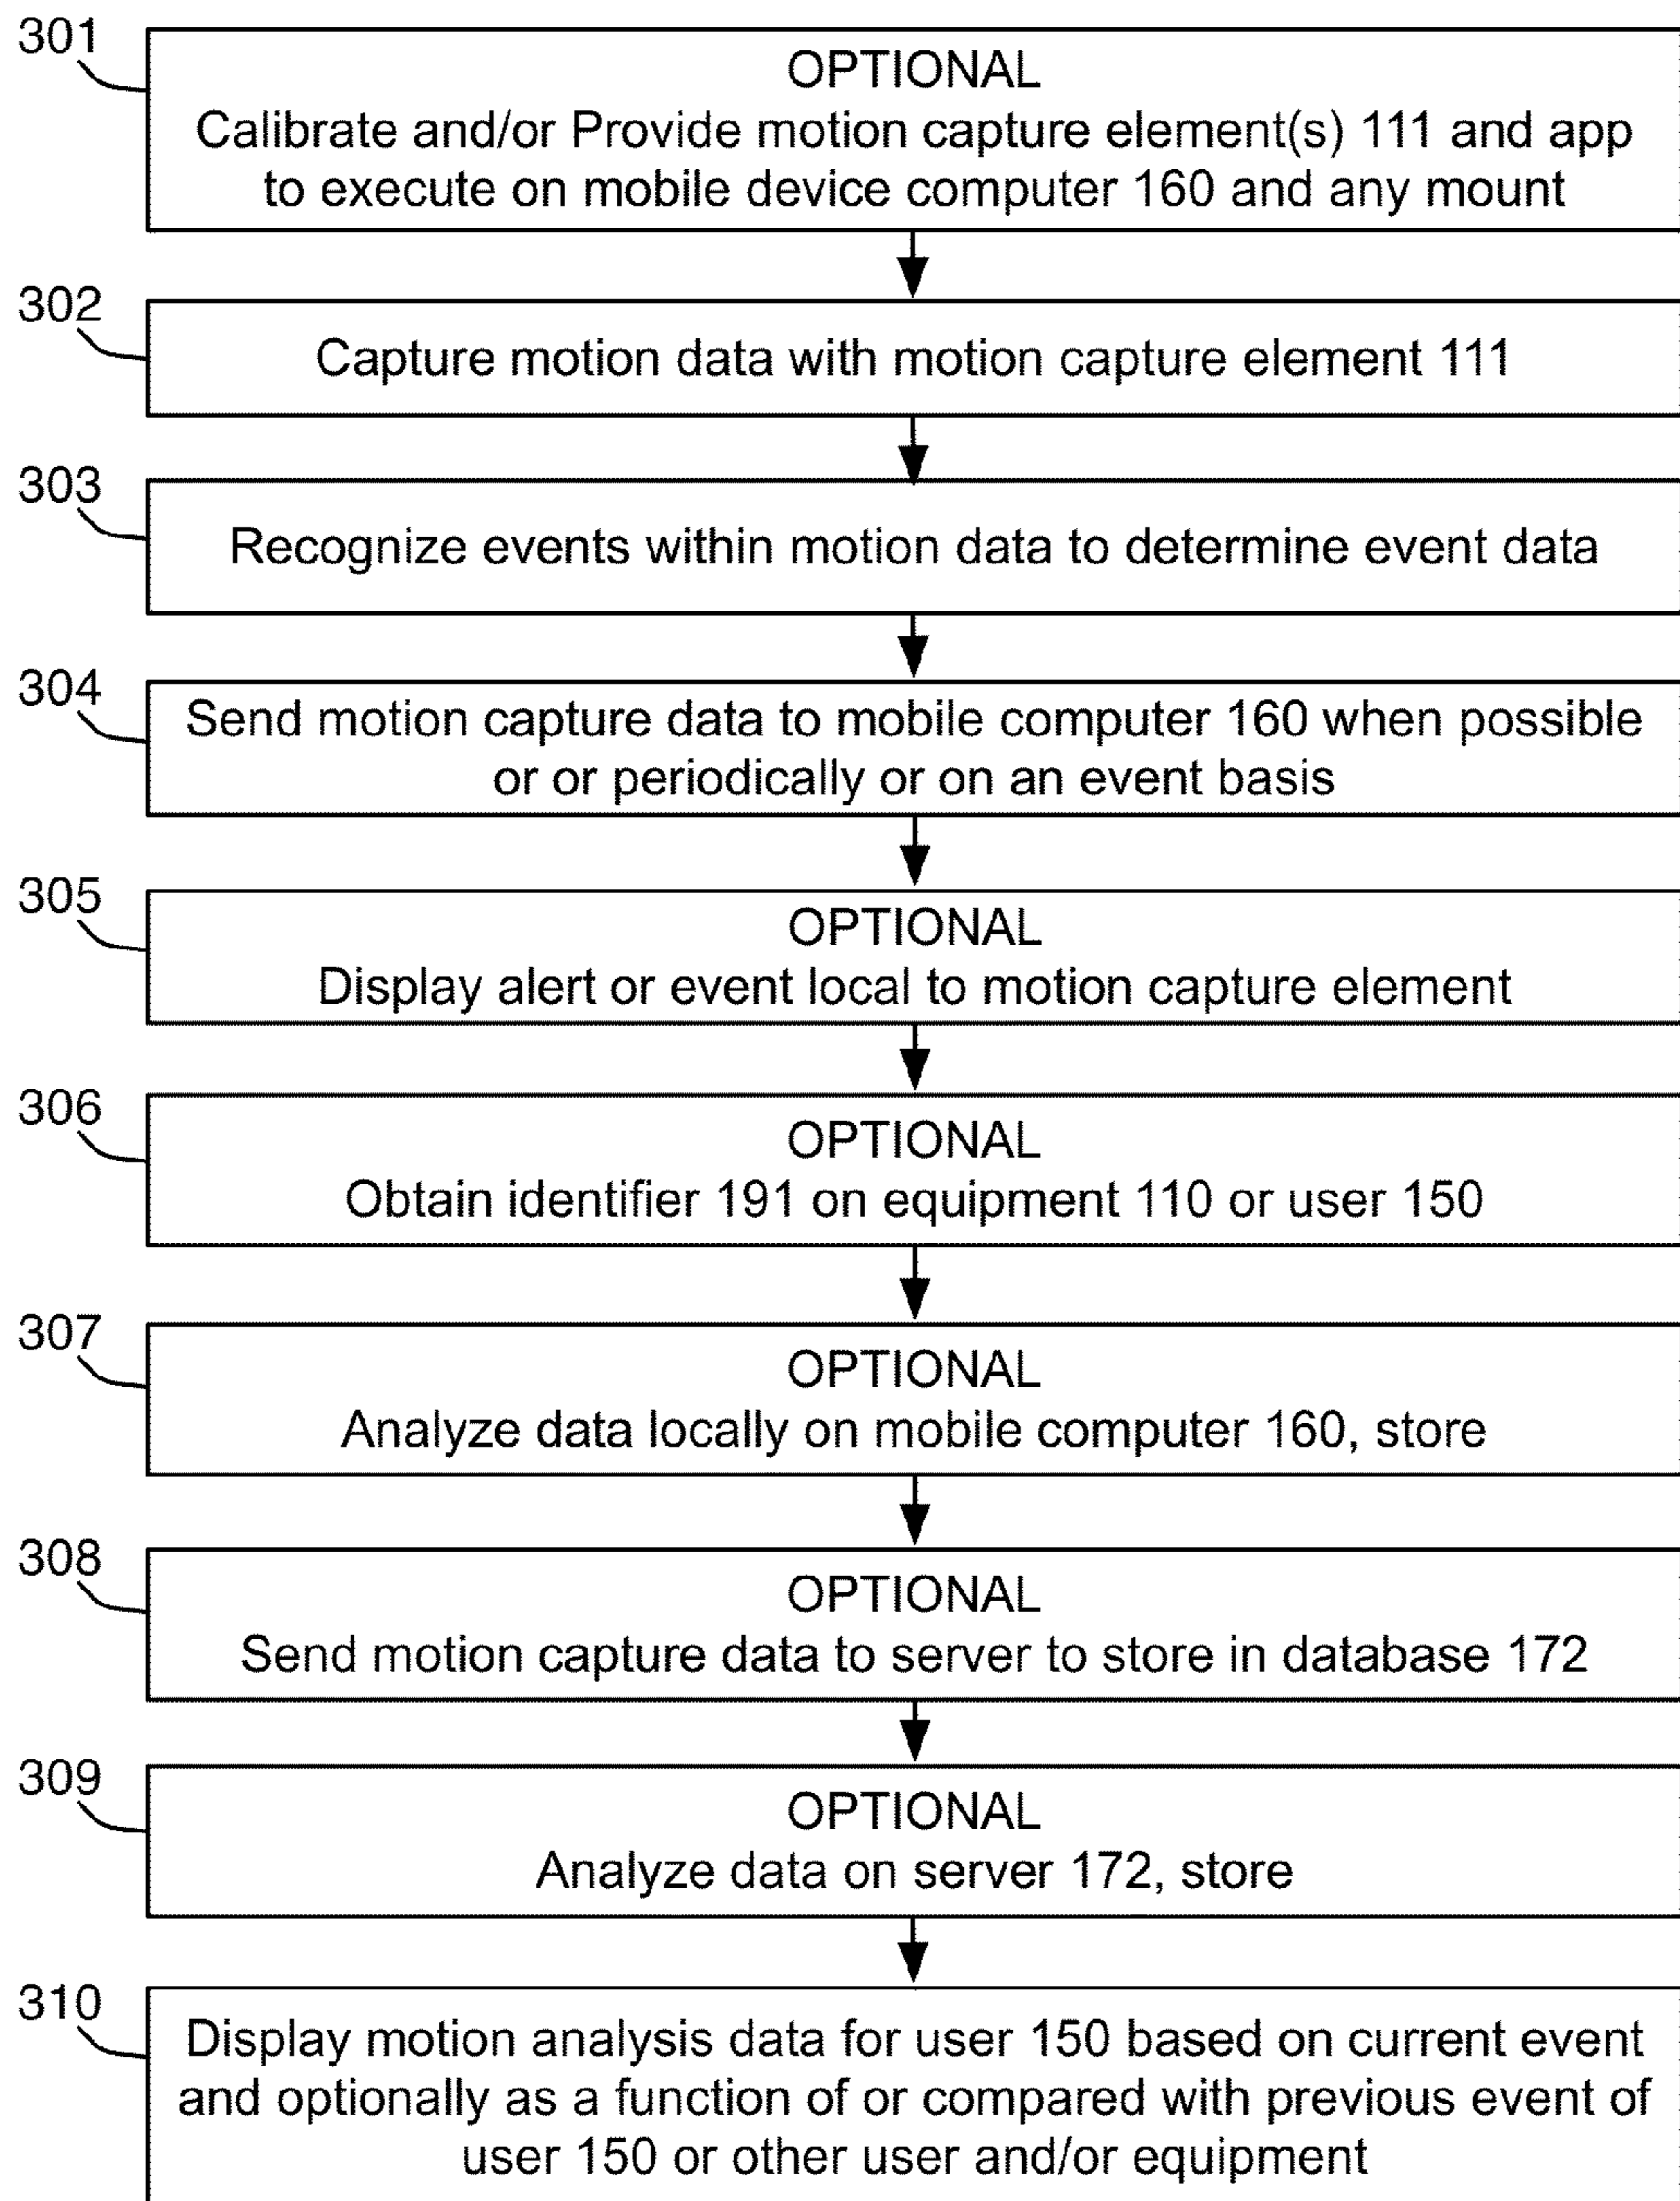 301
OPTIONAL
Calibrate and/or Provide motion capture element(s) 111 and app
to execute on mobile device computer 160 and any mount
302
Capture motion data with motion capture element 111
303
Recognize events within motion data to determine event data
304
Send motion capture data to mobile computer 160 when possible
or or periodically or on an event basis
305
OPTIONAL
Display alert or event local to motion capture element
306
OPTIONAL
Obtain identifier 191 on equipment 110 or user 150
307
OPTIONAL
Analyze data locally on mobile computer 160, store
308
OPTIONAL
Send motion capture data to server to store in database 172
309
OPTIONAL
Analyze data on server 172, store
310
Display motion analysis data for user 150 based on current event
and optionally as a function of or compared with previous event of
user 150 or other user and/or equipment